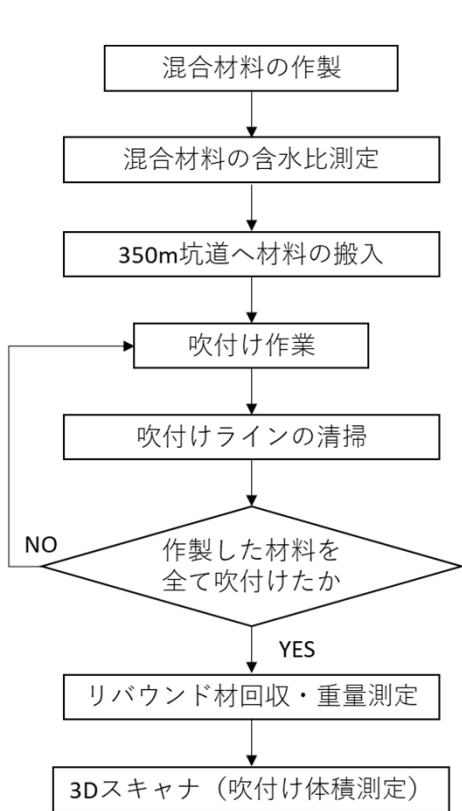 混合材料の作製
混合材料の含水比測定
350m坑道へ材料の搬入
吹付け作業
吹付けラインの清掃
作製した材料を
全て吹付けたか
NO
YES
リバウンド材回収・重量測定
3Dスキャナ（吹付け体積測定）